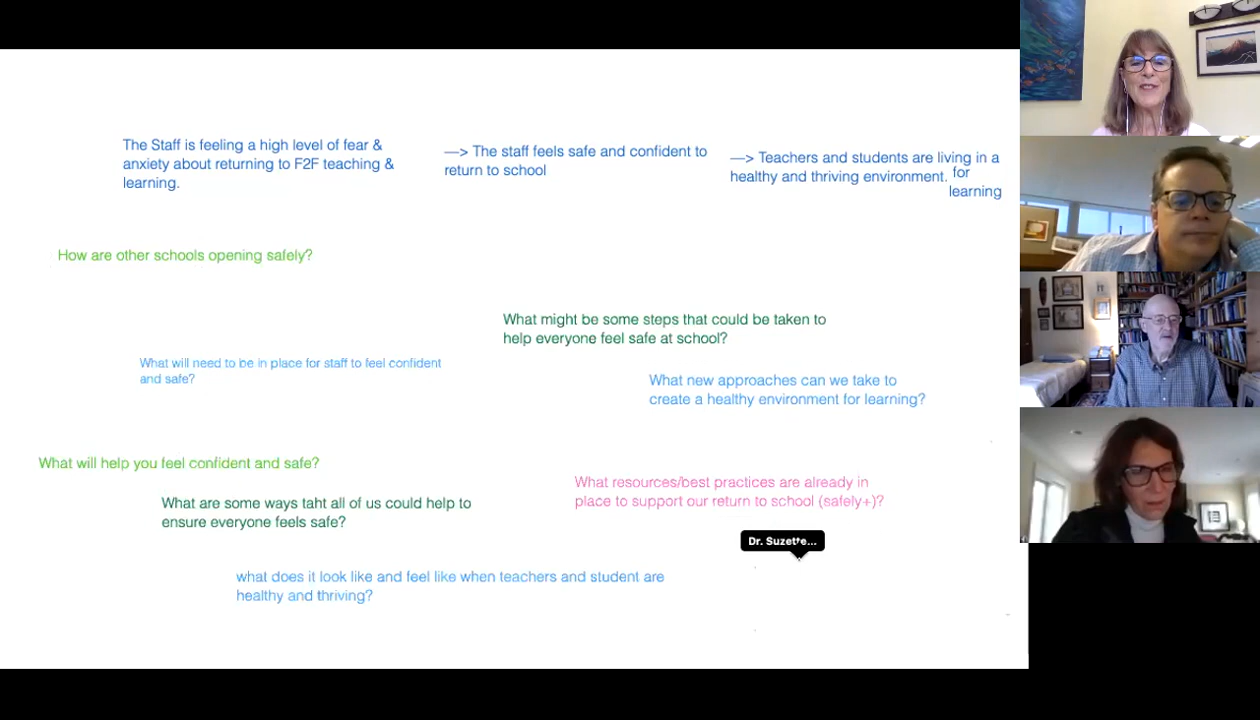 The Staff is feeling a high level of fear &
anxiety about returning to F2F teaching &
learning.
—> The staff feels safe and confident to
return to school
—> Teachers and students are living in a
healthy and thriving environment. for
learning
How are other schools opening safely?
What might be some steps that could be taken to
help everyone feel safe at school?
What will need to be in place for staff to feel confident
and safe?
What new approaches can we take to
create a healthy environment for learning?
What will help you feel confident and safe?
What resources/best practices are already in
place to support our return to school (safely+)?
What are some ways taht all of us could help to
ensure everyone feels safe?
Dr. Suzette...
what does it look like and feel like when teachers and student are
healthy and thriving?